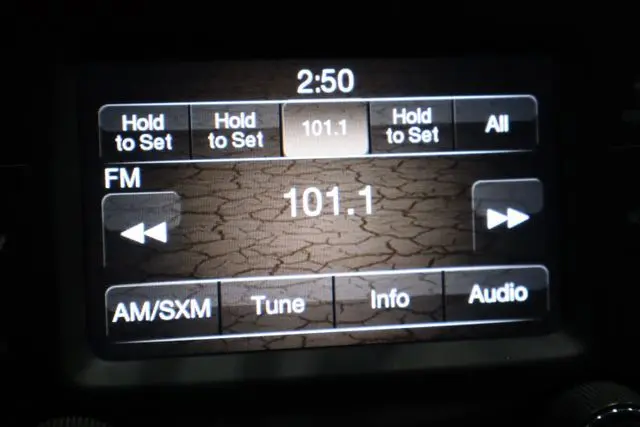 2:50
Hold
to Set
Hold
to Set
101.1
Hold
to Set
All
FM
101.1
AM/SXM
Tune
Info
Audio